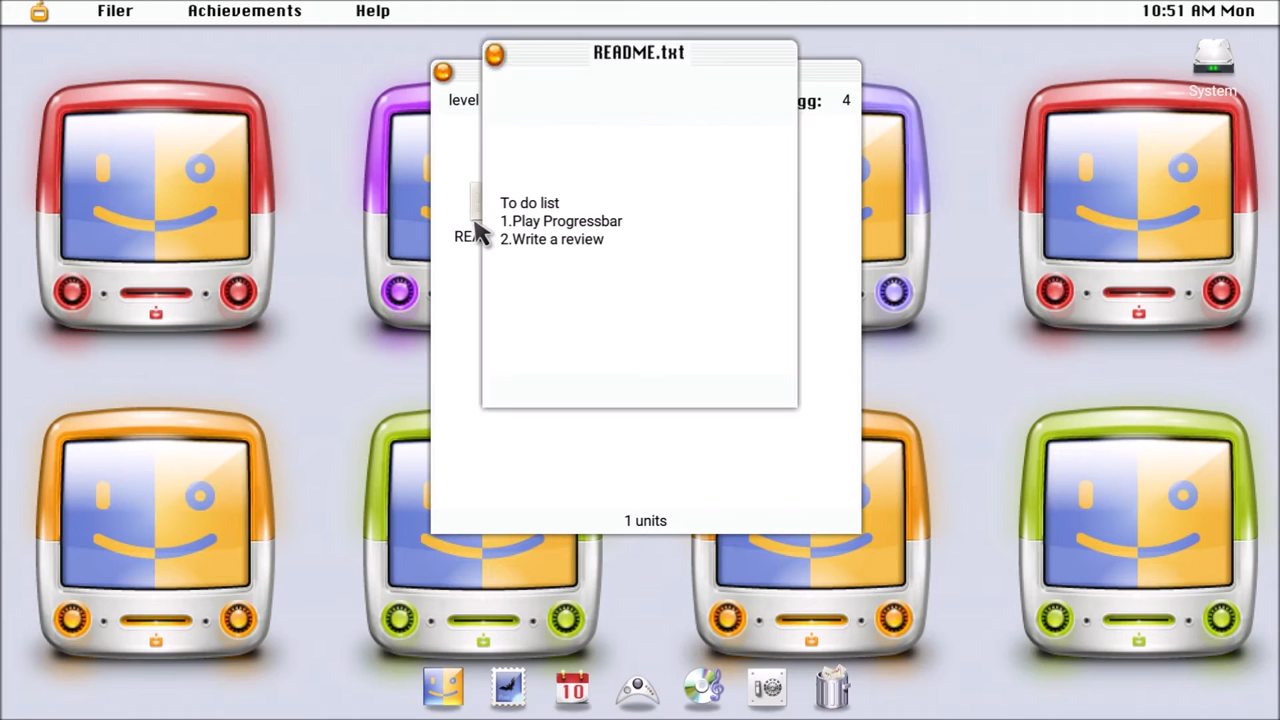 Filer Achievements Help 10:51 AM Mon
README.txt
System
level gg: 4
To do list
1.Play Progressbar
2.Write a review
1 units
10